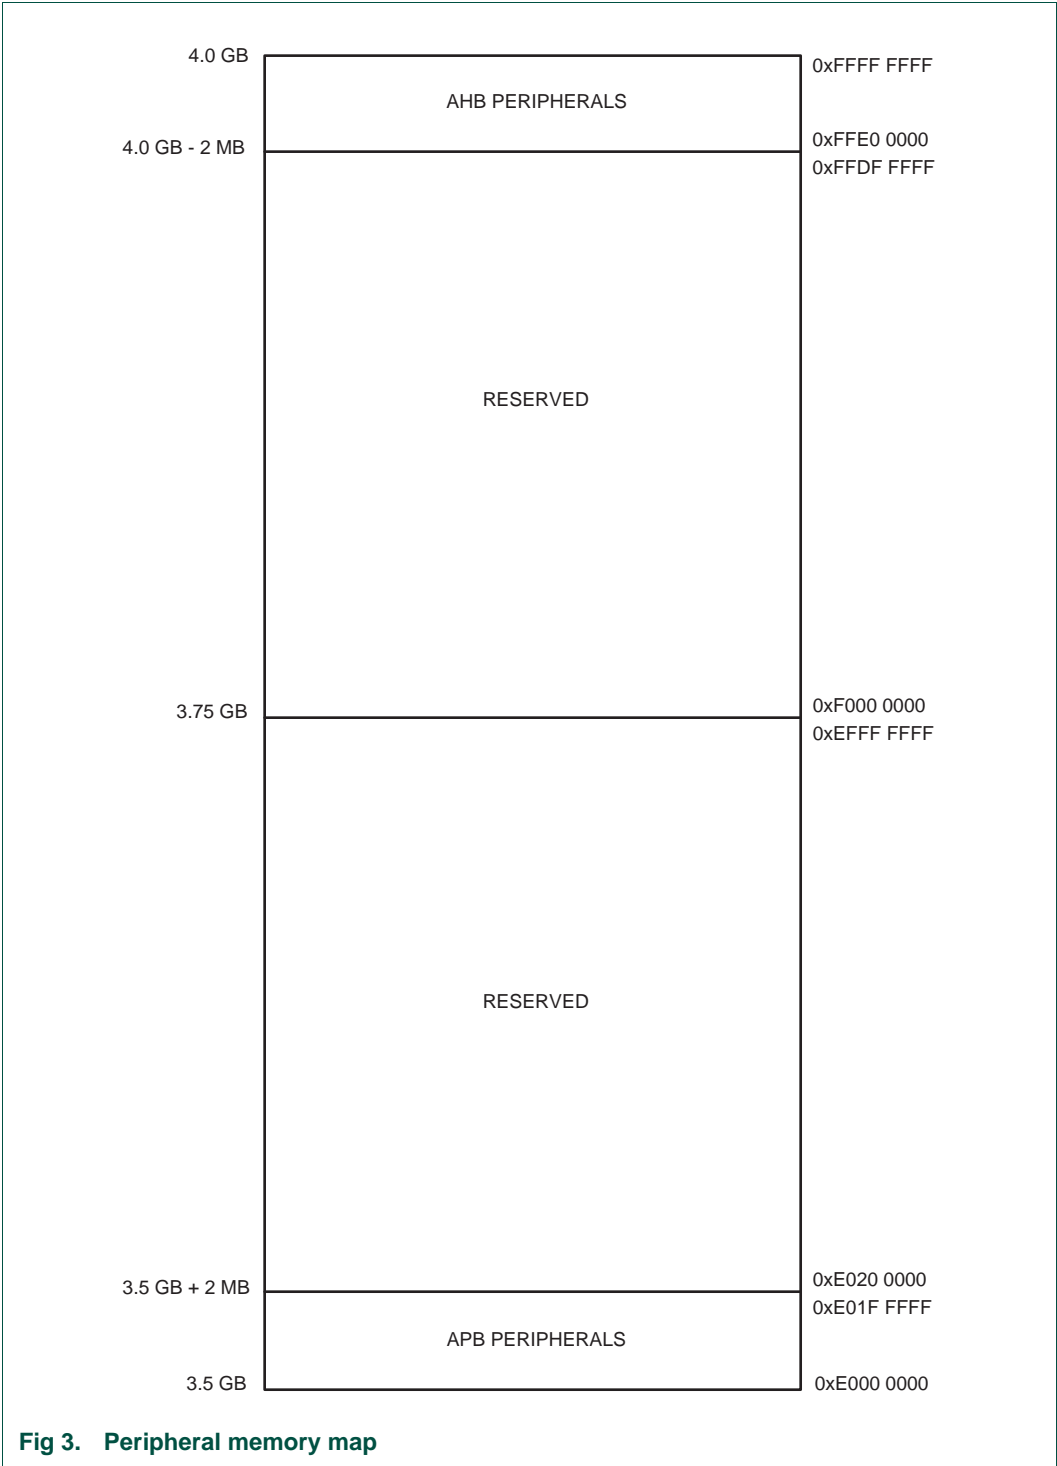 4.0 GB
0xFFFF FFFF
AHB PERIPHERALS
4.0 GB - 2 MB
0xFFE0 0000
0xFFDF FFFF
RESERVED
3.75 GB
0xF000 0000
0xEFFF FFFF
RESERVED
3.5 GB + 2 MB
0xE020 0000
0xE01F FFFF
APB PERIPHERALS
3.5 GB
0xE000 0000
Fig 3. Peripheral memory map